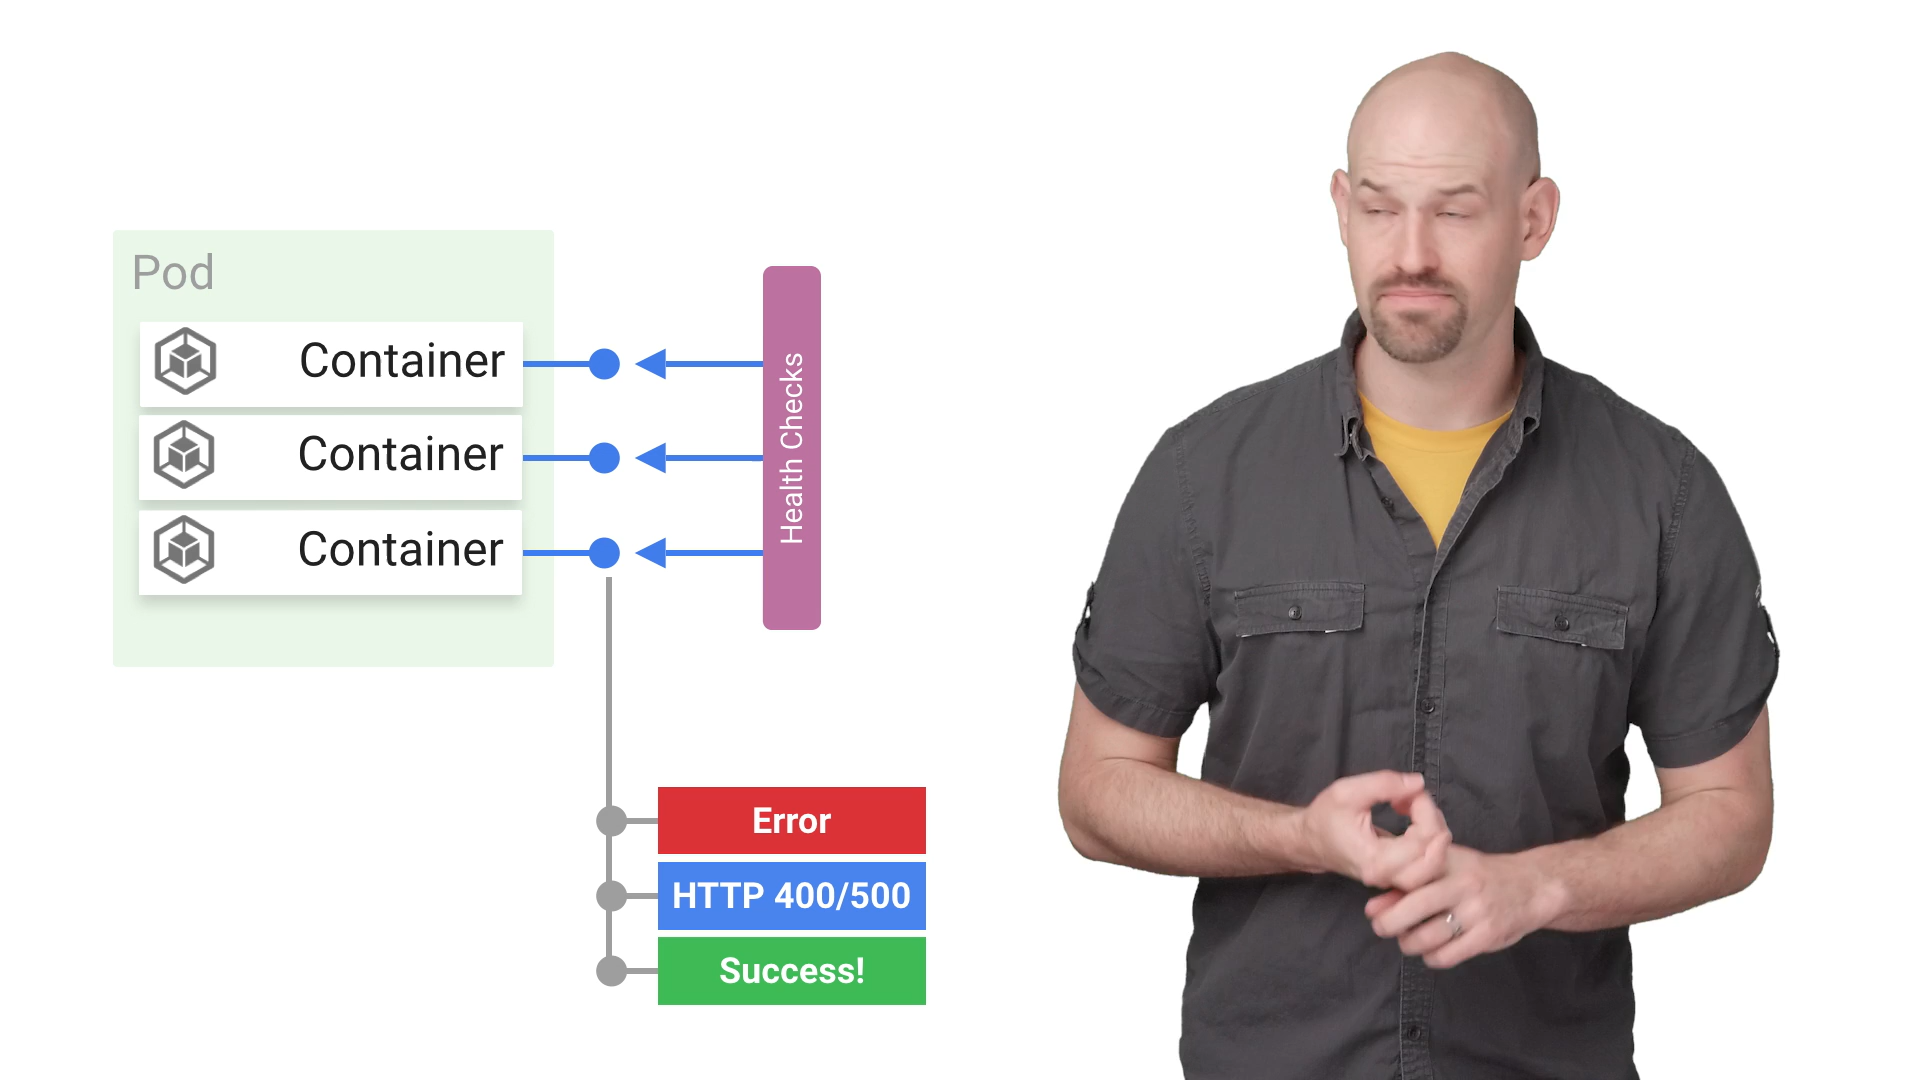 Pod
Container
Container
Container
Health Checks
Error
HTTP 400/500
Success!